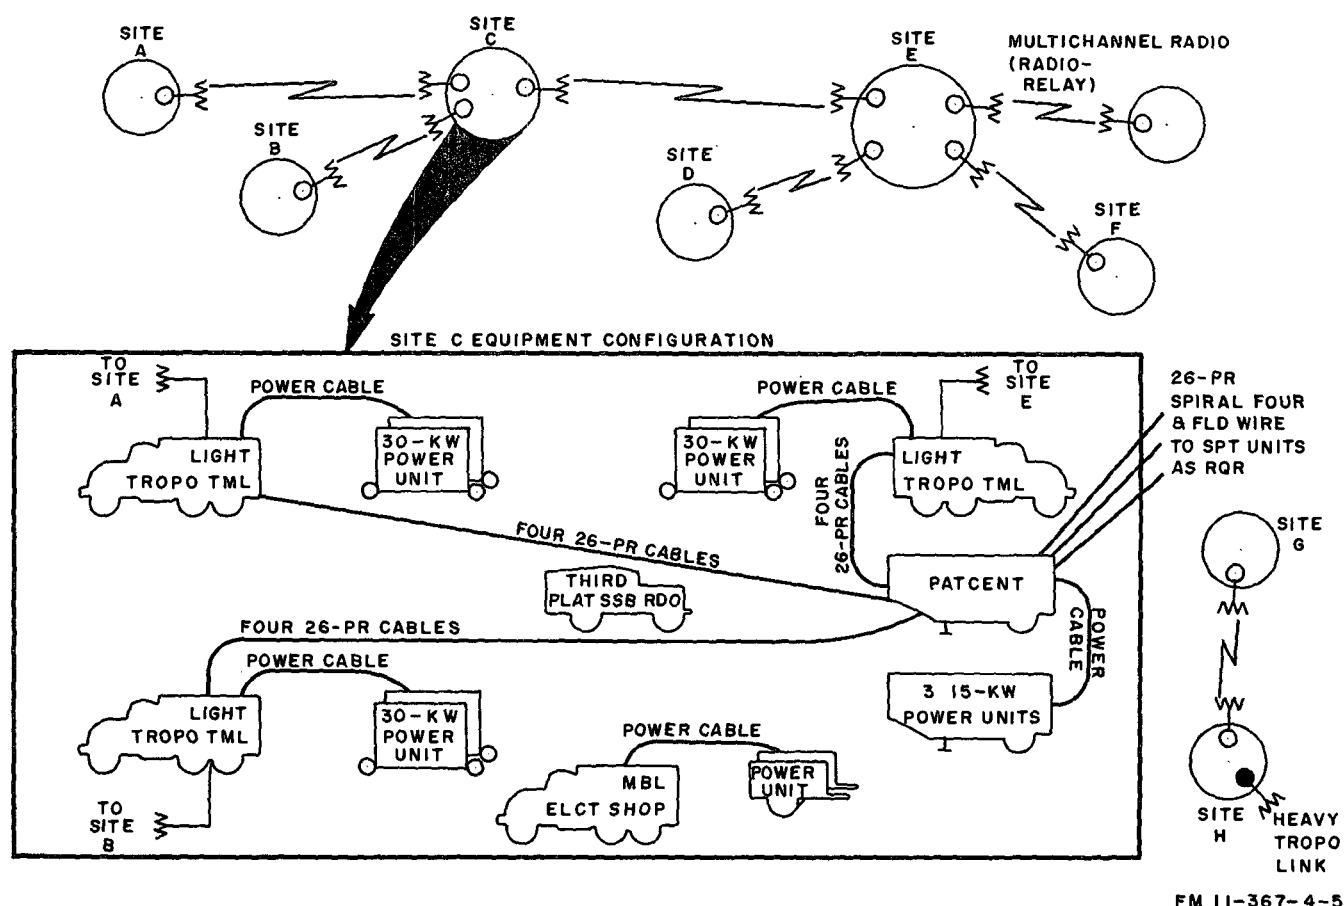 SITE
A
SITE
B
SITE
C
SITE
D
SITE
E
MULTICHANNEL RADIO
(RADIO-
RELAY)
SITE
F
SITE C EQUIPMENT CONFIGURATION
TO
SITE
A
POWER CABLE
30-KW
POWER
UNIT
LIGHT
TROPO TML
POWER CABLE
30-KW
POWER
UNIT
TO
SITE
E
LIGHT
TROPO TML
FOUR
26-PR CABLES
26-PR
SPIRAL FOUR
& FLD WIRE
TO SPT UNITS
AS RQR
FOUR 26-PR CABLES
THIRD
PLAT SSB RDO
PATCENT
POWER
CABLE
FOUR 26-PR CABLES
POWER CABLE
LIGHT
TROPO TML
30-KW
POWER
UNIT
3 15-KW
POWER UNITS
POWER CABLE
MBL
ELCT SHOP
POWER
UNIT
TO
SITE
B
SITE
G
SITE
H
HEAVY
TROPO
LINK
FM 11-367-4-5